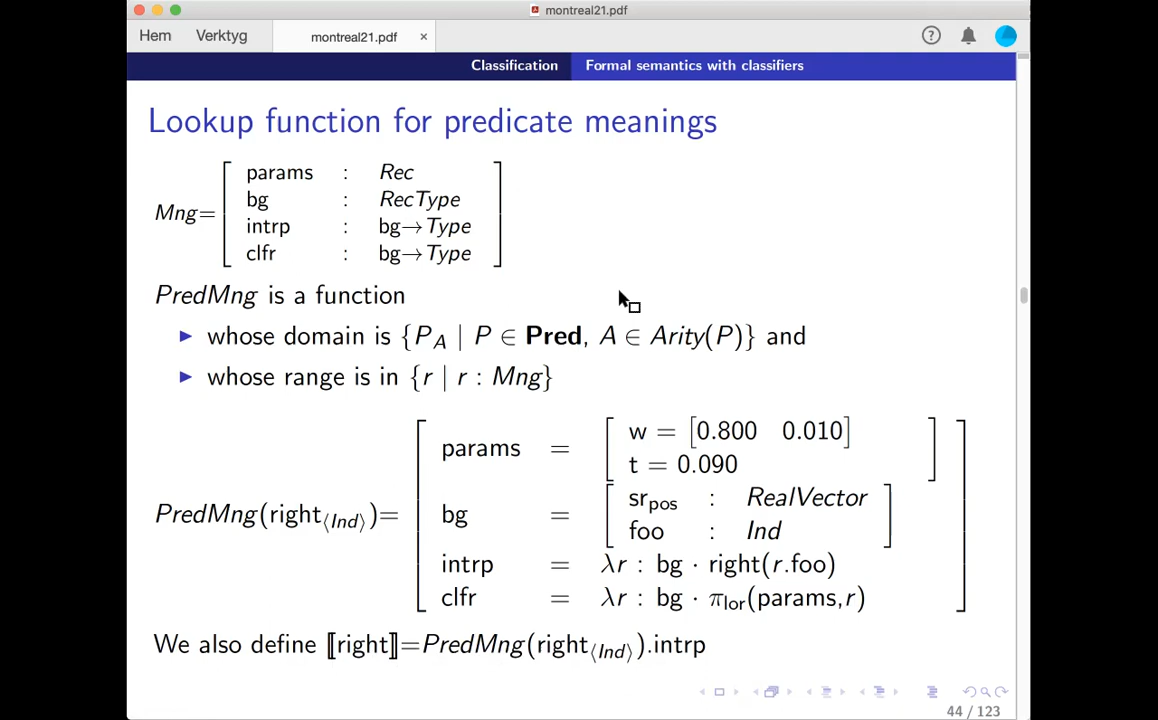 montreal21.pdf
Hem Verktyg montreal21.pdf ×
Classification Formal semantics with classifiers
Lookup function for predicate meanings
Mng=
params : Rec
bg : RecType
intrp : bg→Type
clfr : bg→Type
PredMng is a function
▶ whose domain is {P_A | P ∈ Pred, A ∈ Arity(P)} and
▶ whose range is in {r | r : Mng}
PredMng(right⟨Ind⟩)=
params = [w = [0.800 0.010]
t = 0.090]
bg = [sr_pos : RealVector
foo : Ind]
intrp = λr : bg · right(r.foo)
clfr = λr : bg · π_lor(params,r)
We also define ⟦right⟧=PredMng(right⟨Ind⟩).intrp
44 / 123